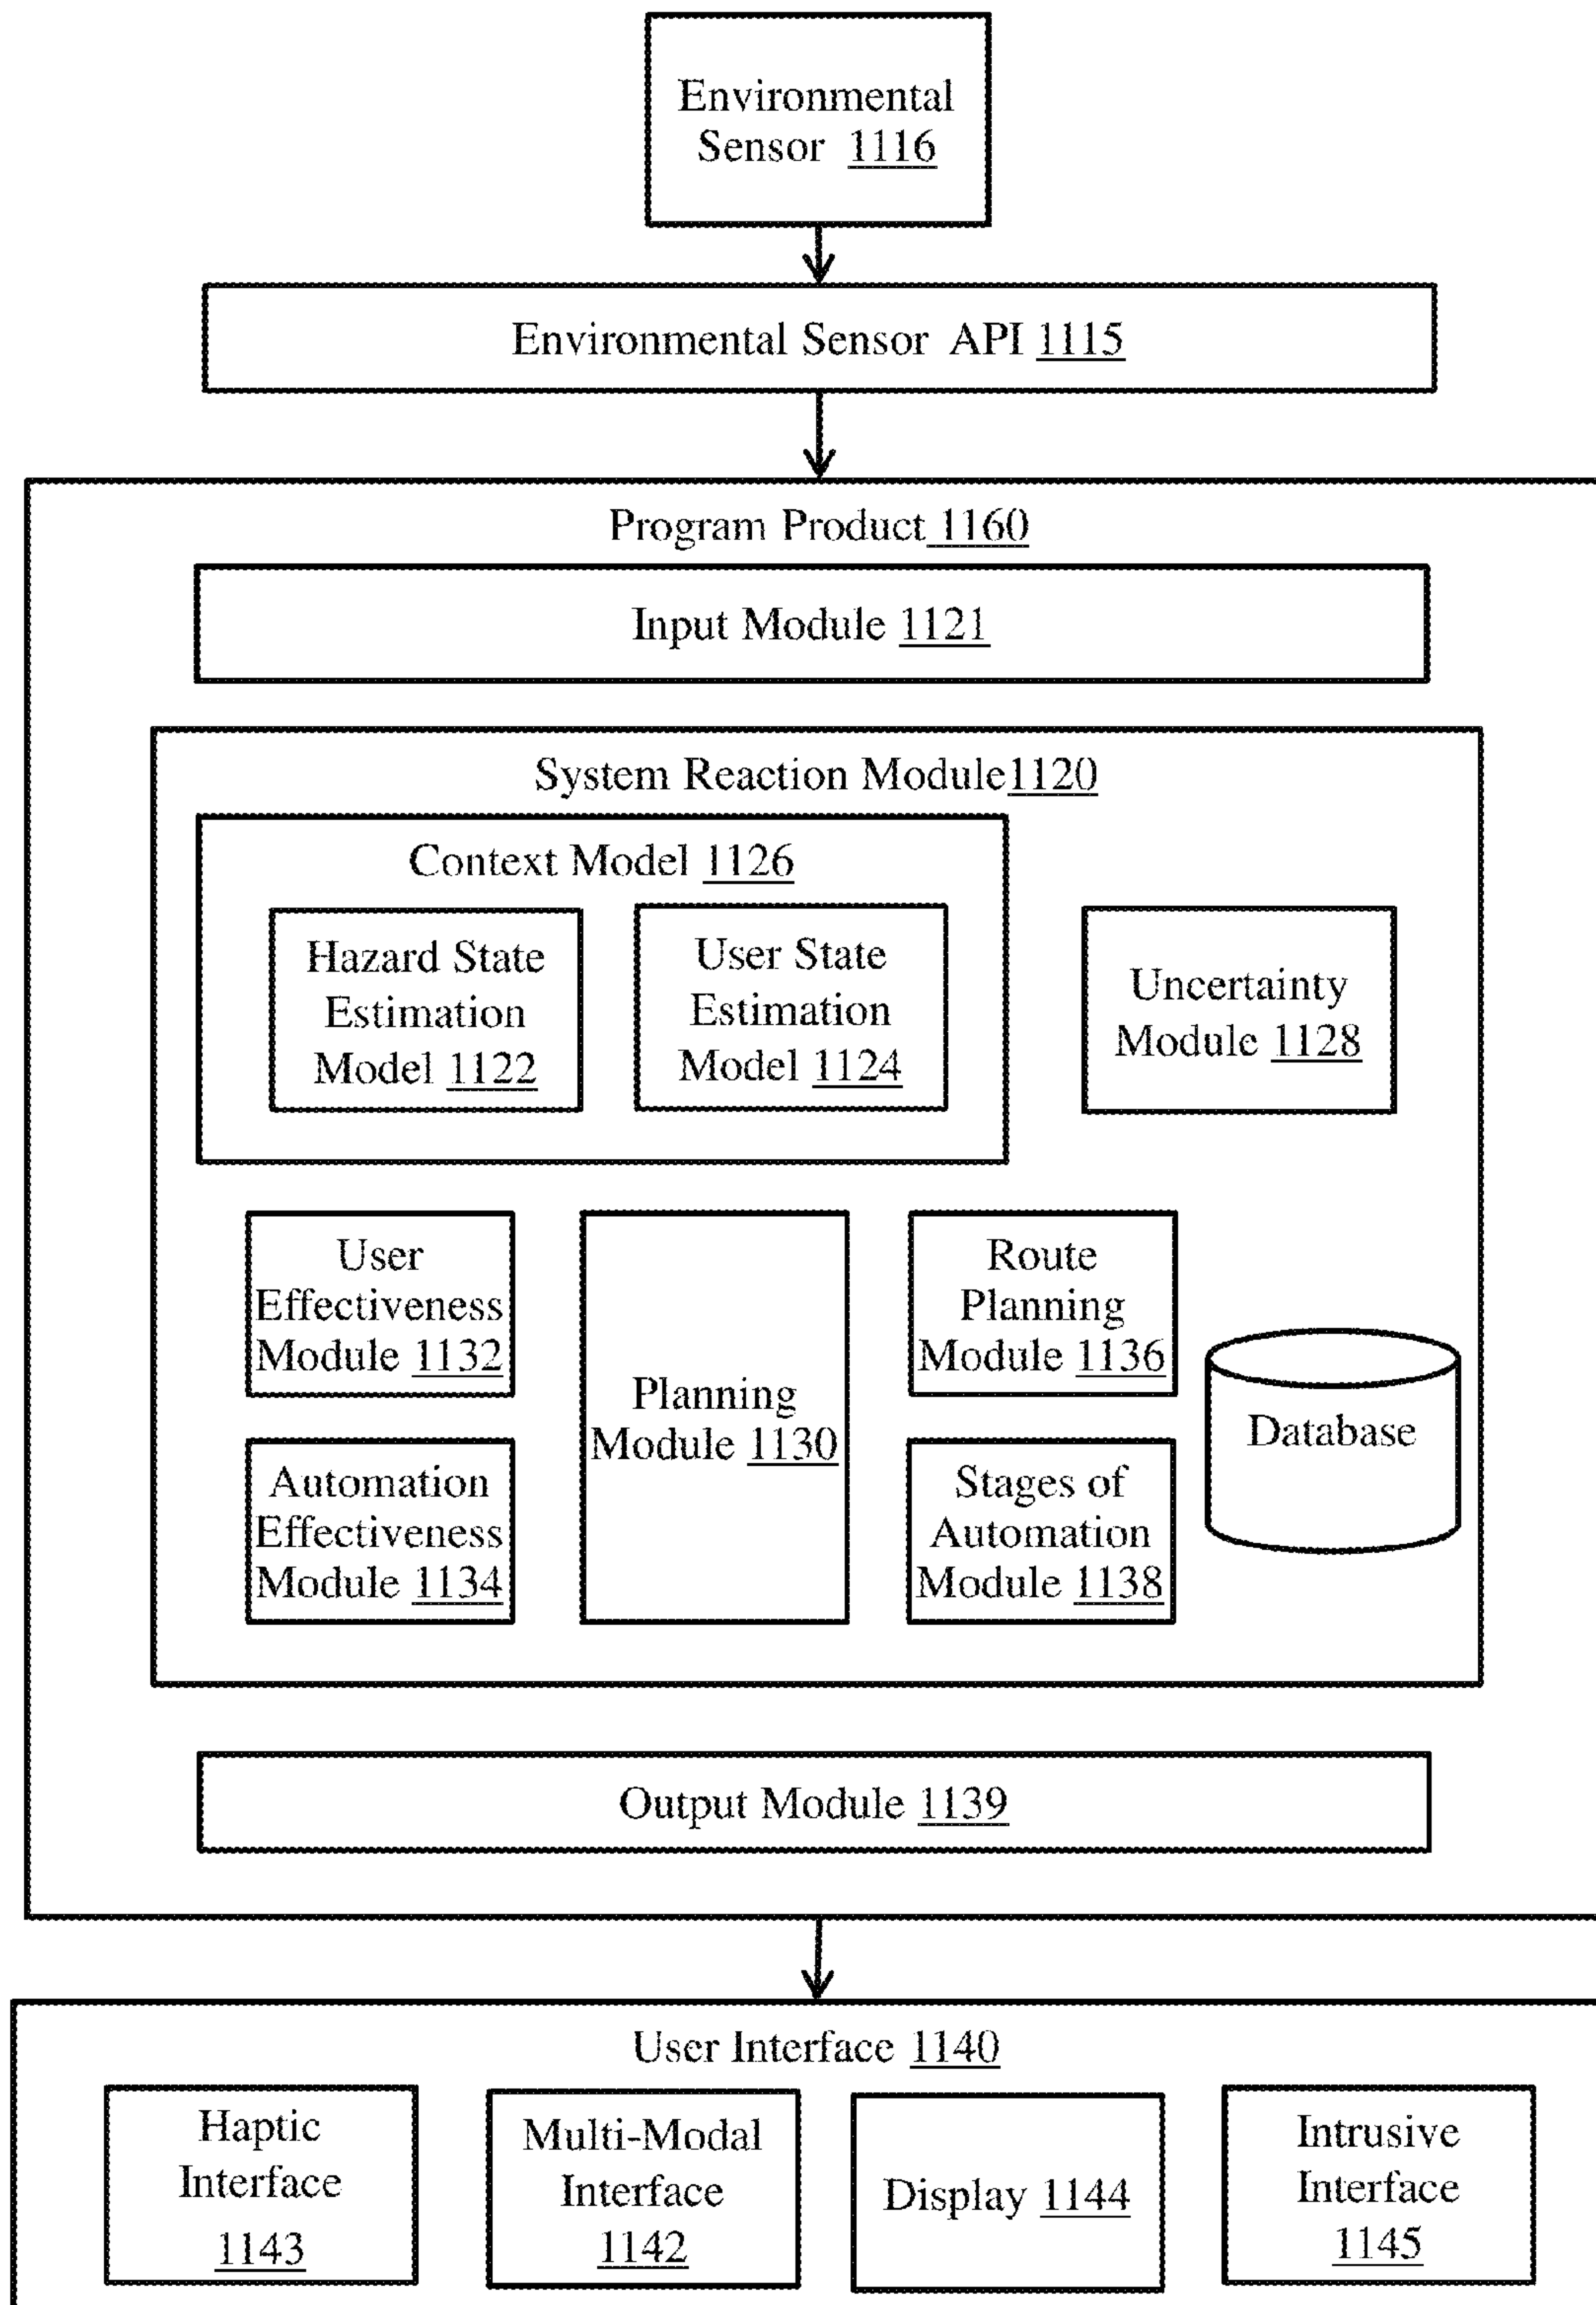 Environmental
Sensor 1116
Environmental Sensor API 1115
Program Product 1160
Input Module 1121
System Reaction Module1120
Context Model 1126
Hazard State
Estimation
Model 1122
User State
Estimation
Model 1124
Uncertainty
Module 1128
User
Effectiveness
Module 1132
Automation
Effectiveness
Module 1134
Planning
Module 1130
Route
Planning
Module 1136
Stages of
Automation
Module 1138
Database
Output Module 1139
User Interface 1140
Haptic
Interface
1143
Multi-Modal
Interface
1142
Display 1144
Intrusive
Interface
1145